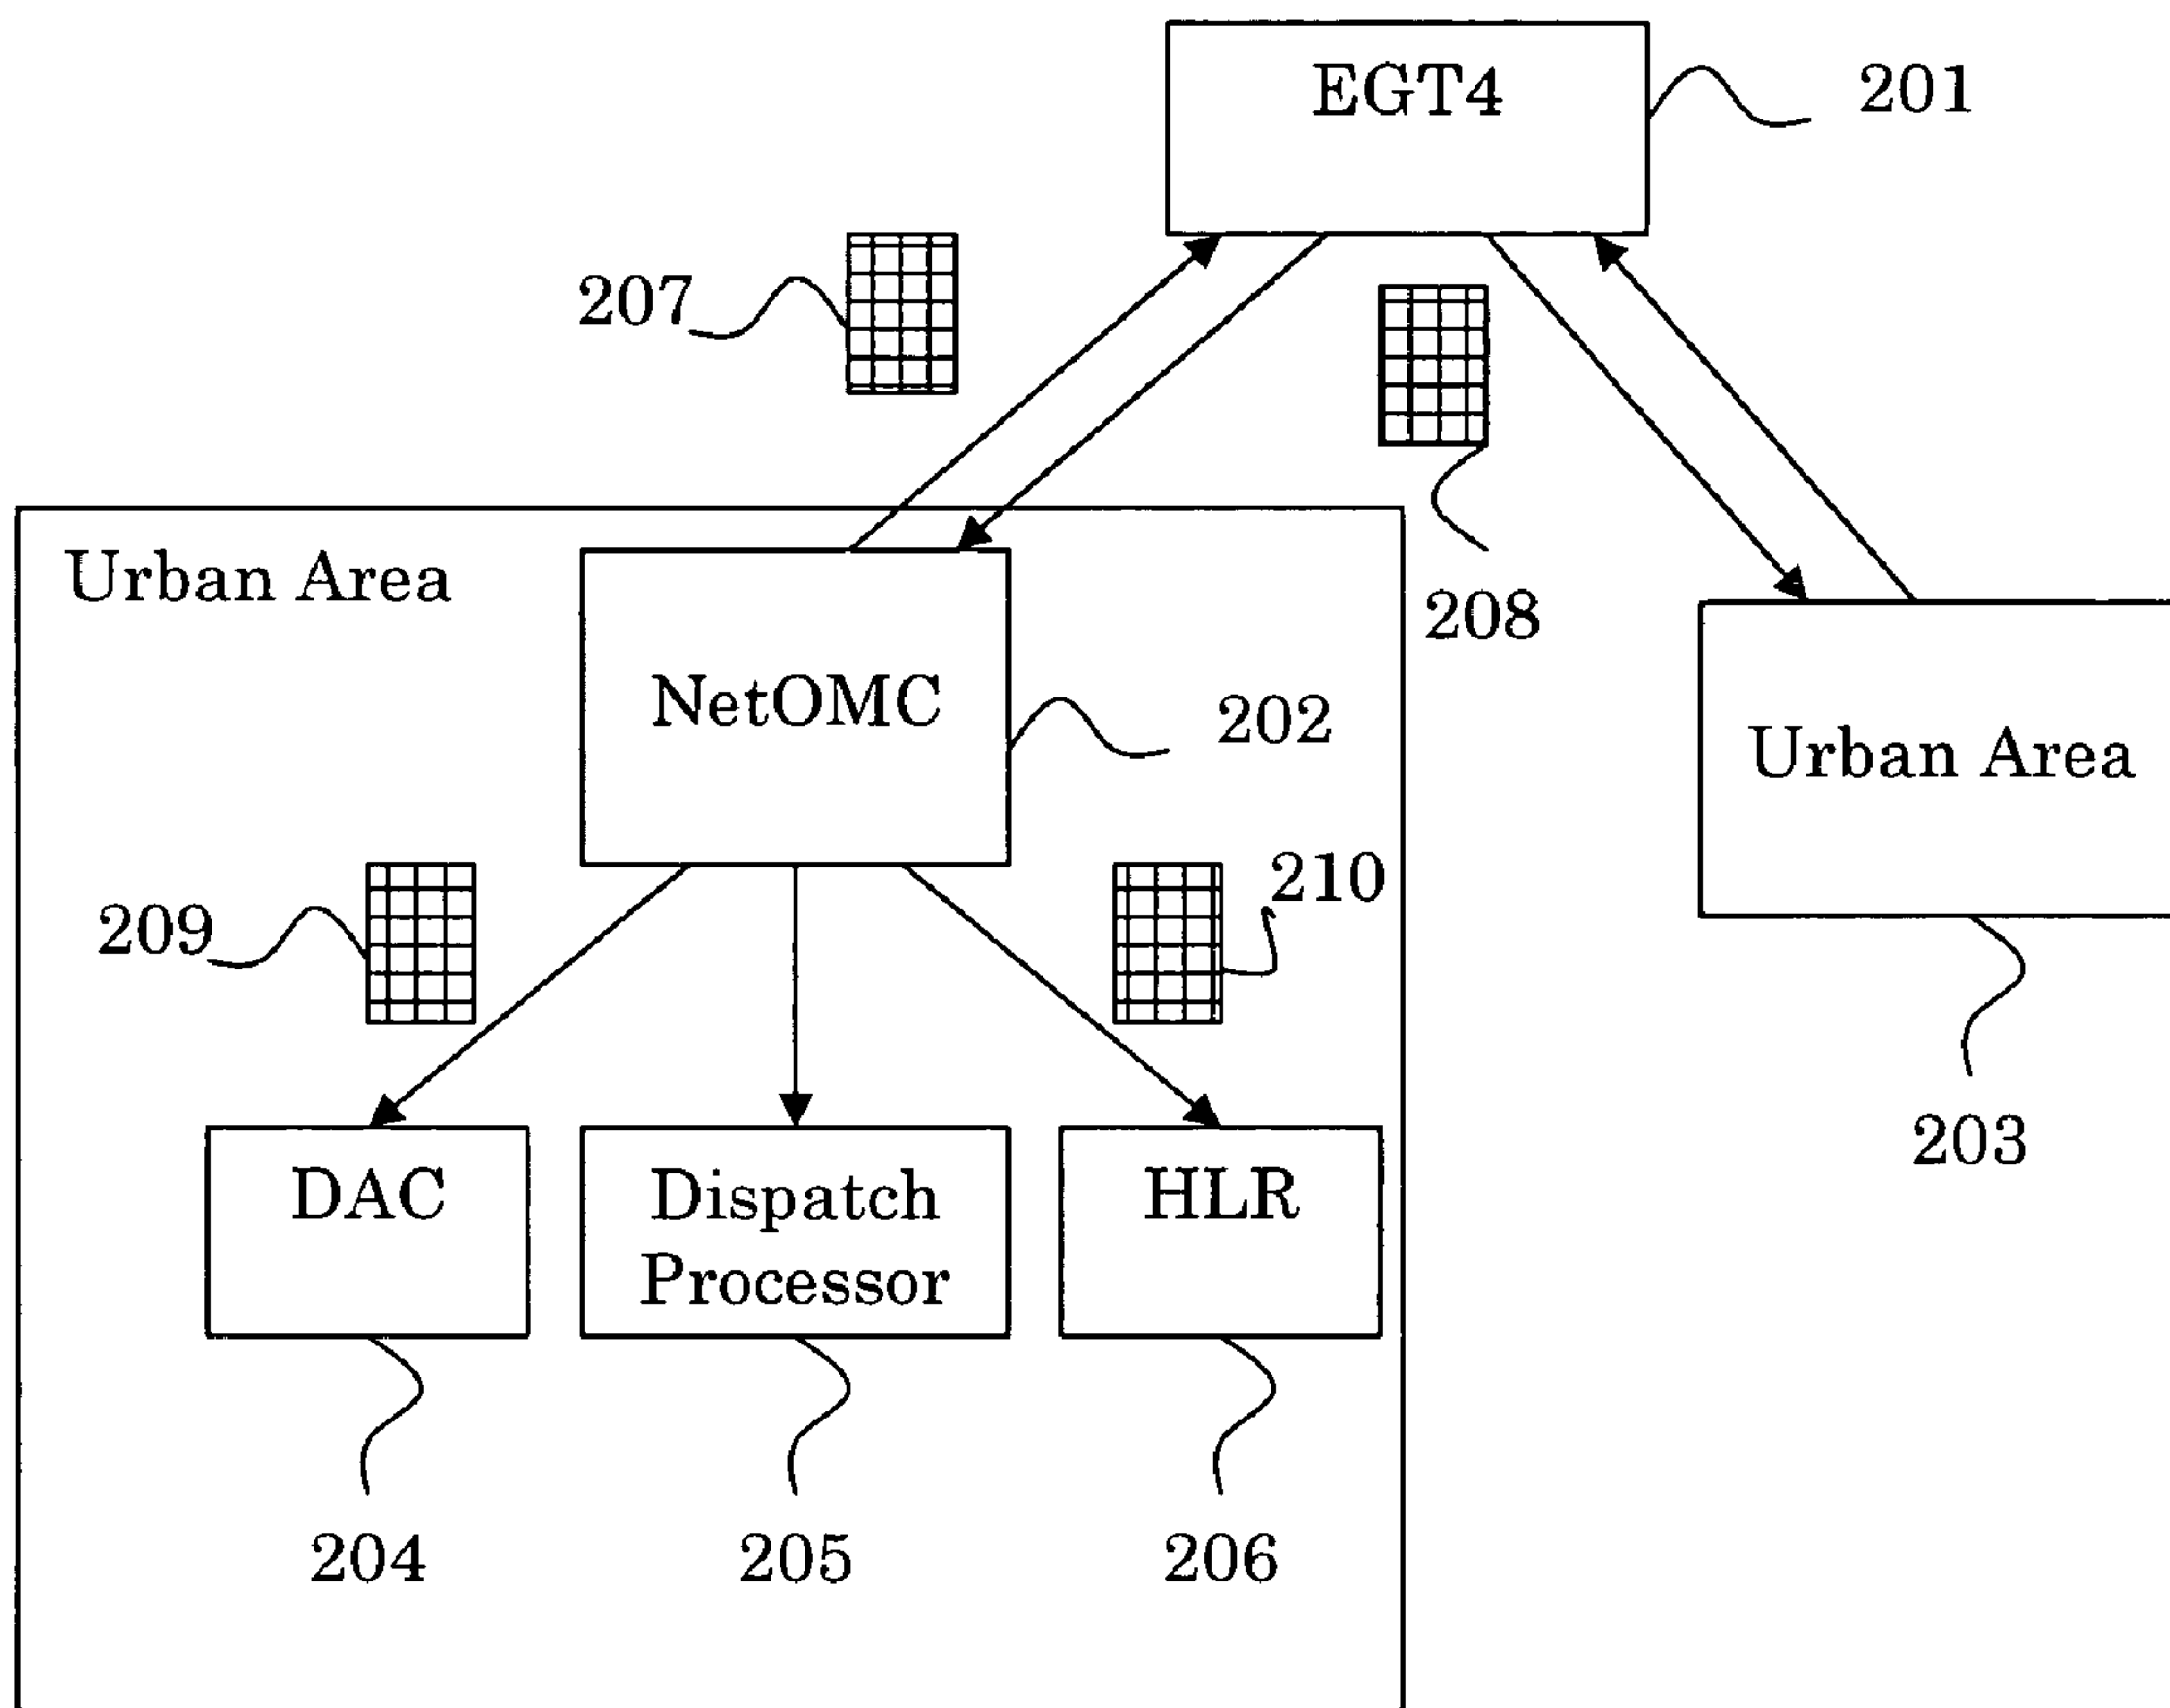 EGT4
201
207
208
Urban Area
NetOMC
202
Urban Area
203
209
210
DAC
Dispatch
Processor
HLR
204
205
206